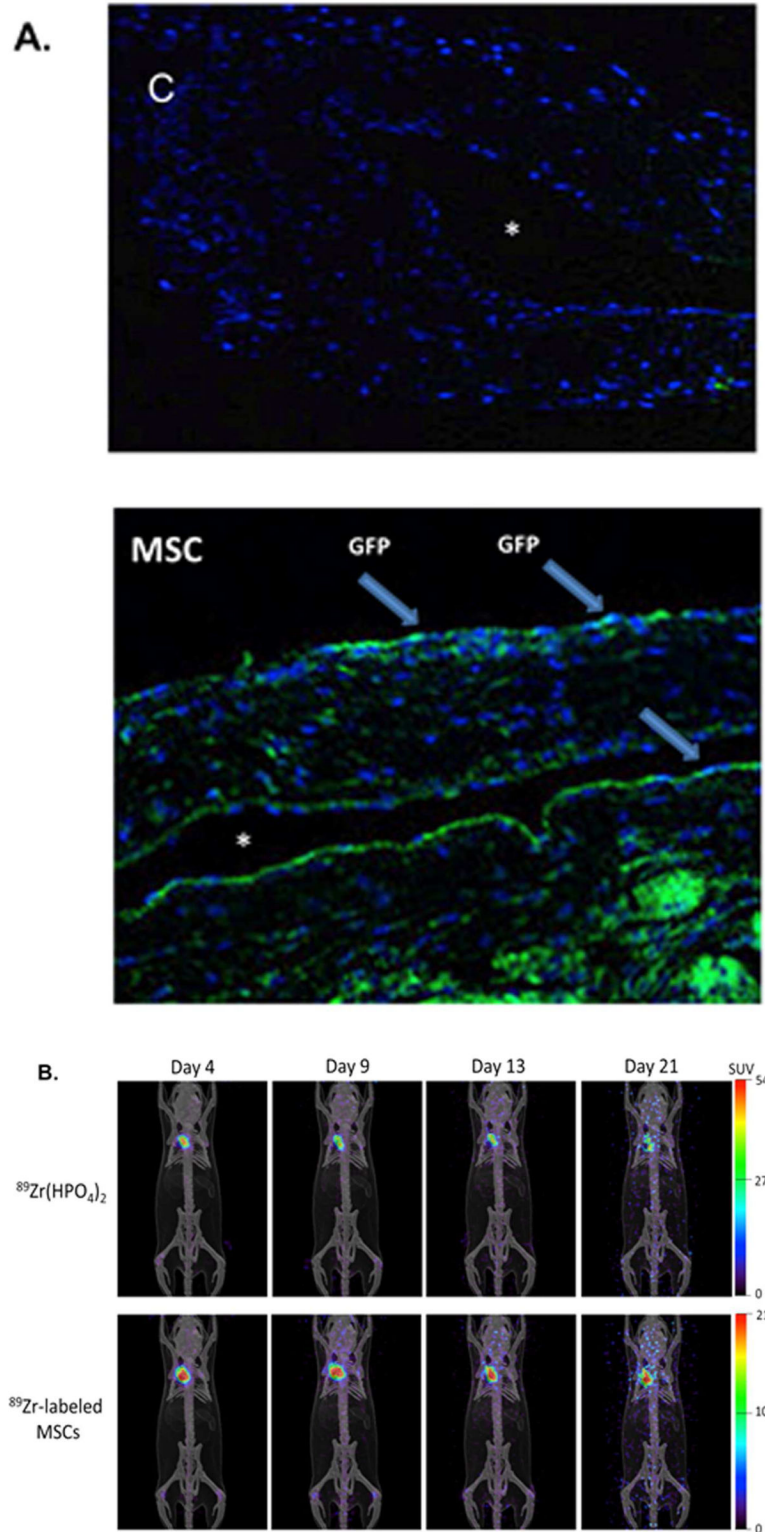 A.
C
*
MSC
GFP
GFP
*
B.
Day 4
Day 9
Day 13
Day 21
SUV
54
⁸⁹Zr(HPO₄)₂
27
0
⁸⁹Zr-labeled
MSCs
10
0